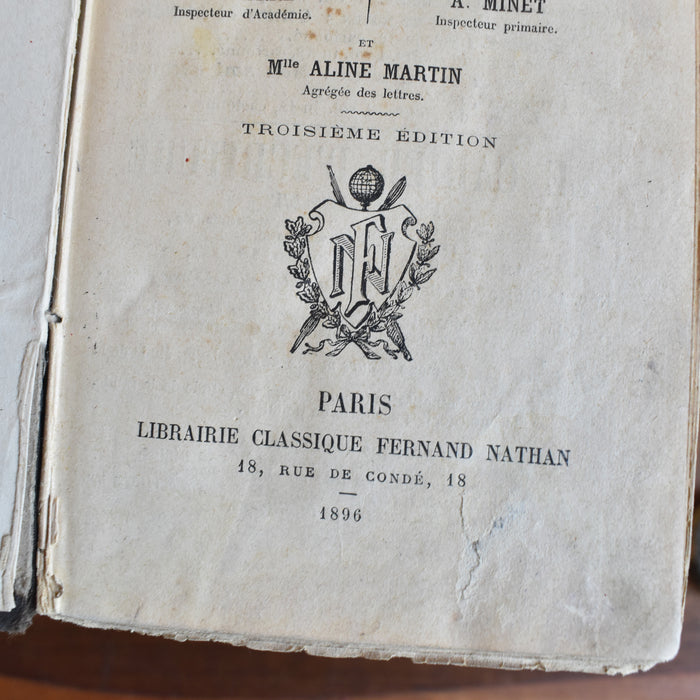 Inspecteur d'Académie.
A. MINET
Inspecteur primaire.
ET
Mlle ALINE MARTIN
Agrégée des lettres.
TROISIÈME ÉDITION
FN
PARIS
LIBRAIRIE CLASSIQUE FERNAND NATHAN
18, RUE DE CONDÉ, 18
1896